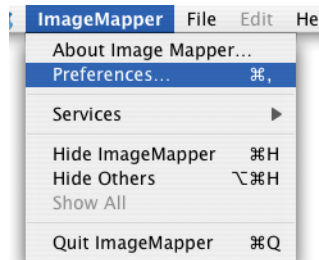 ImageMapper File Edit He
About Image Mapper...
Preferences... ⌘,
Services ▶
Hide ImageMapper ⌘H
Hide Others ⌥⌘H
Show All
Quit ImageMapper ⌘Q